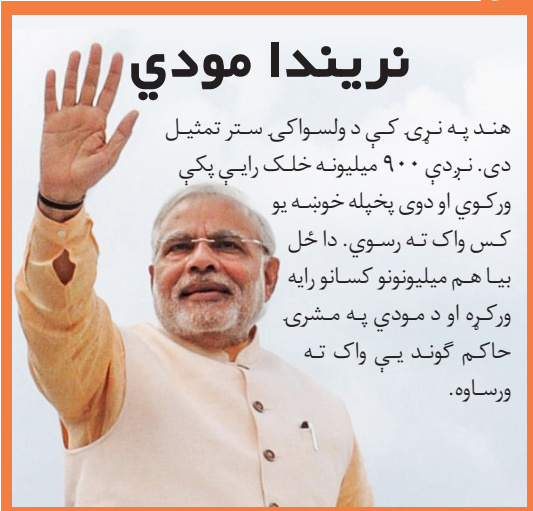 نریندا مودي
هند په نړۍ کې د ولسواکۍ ستر تمثیل
دی. نږدې ۹۰۰ میلیونه خلک رایې پکې
ورکوي او دوی پخپله خوښه یو
کس واک ته رسوي. دا ځل
بیا هم میلیونونو کسانو رایه
ورکړه او د مودي په مشرۍ
حاکم ګوند یې واک ته
ورساوه.